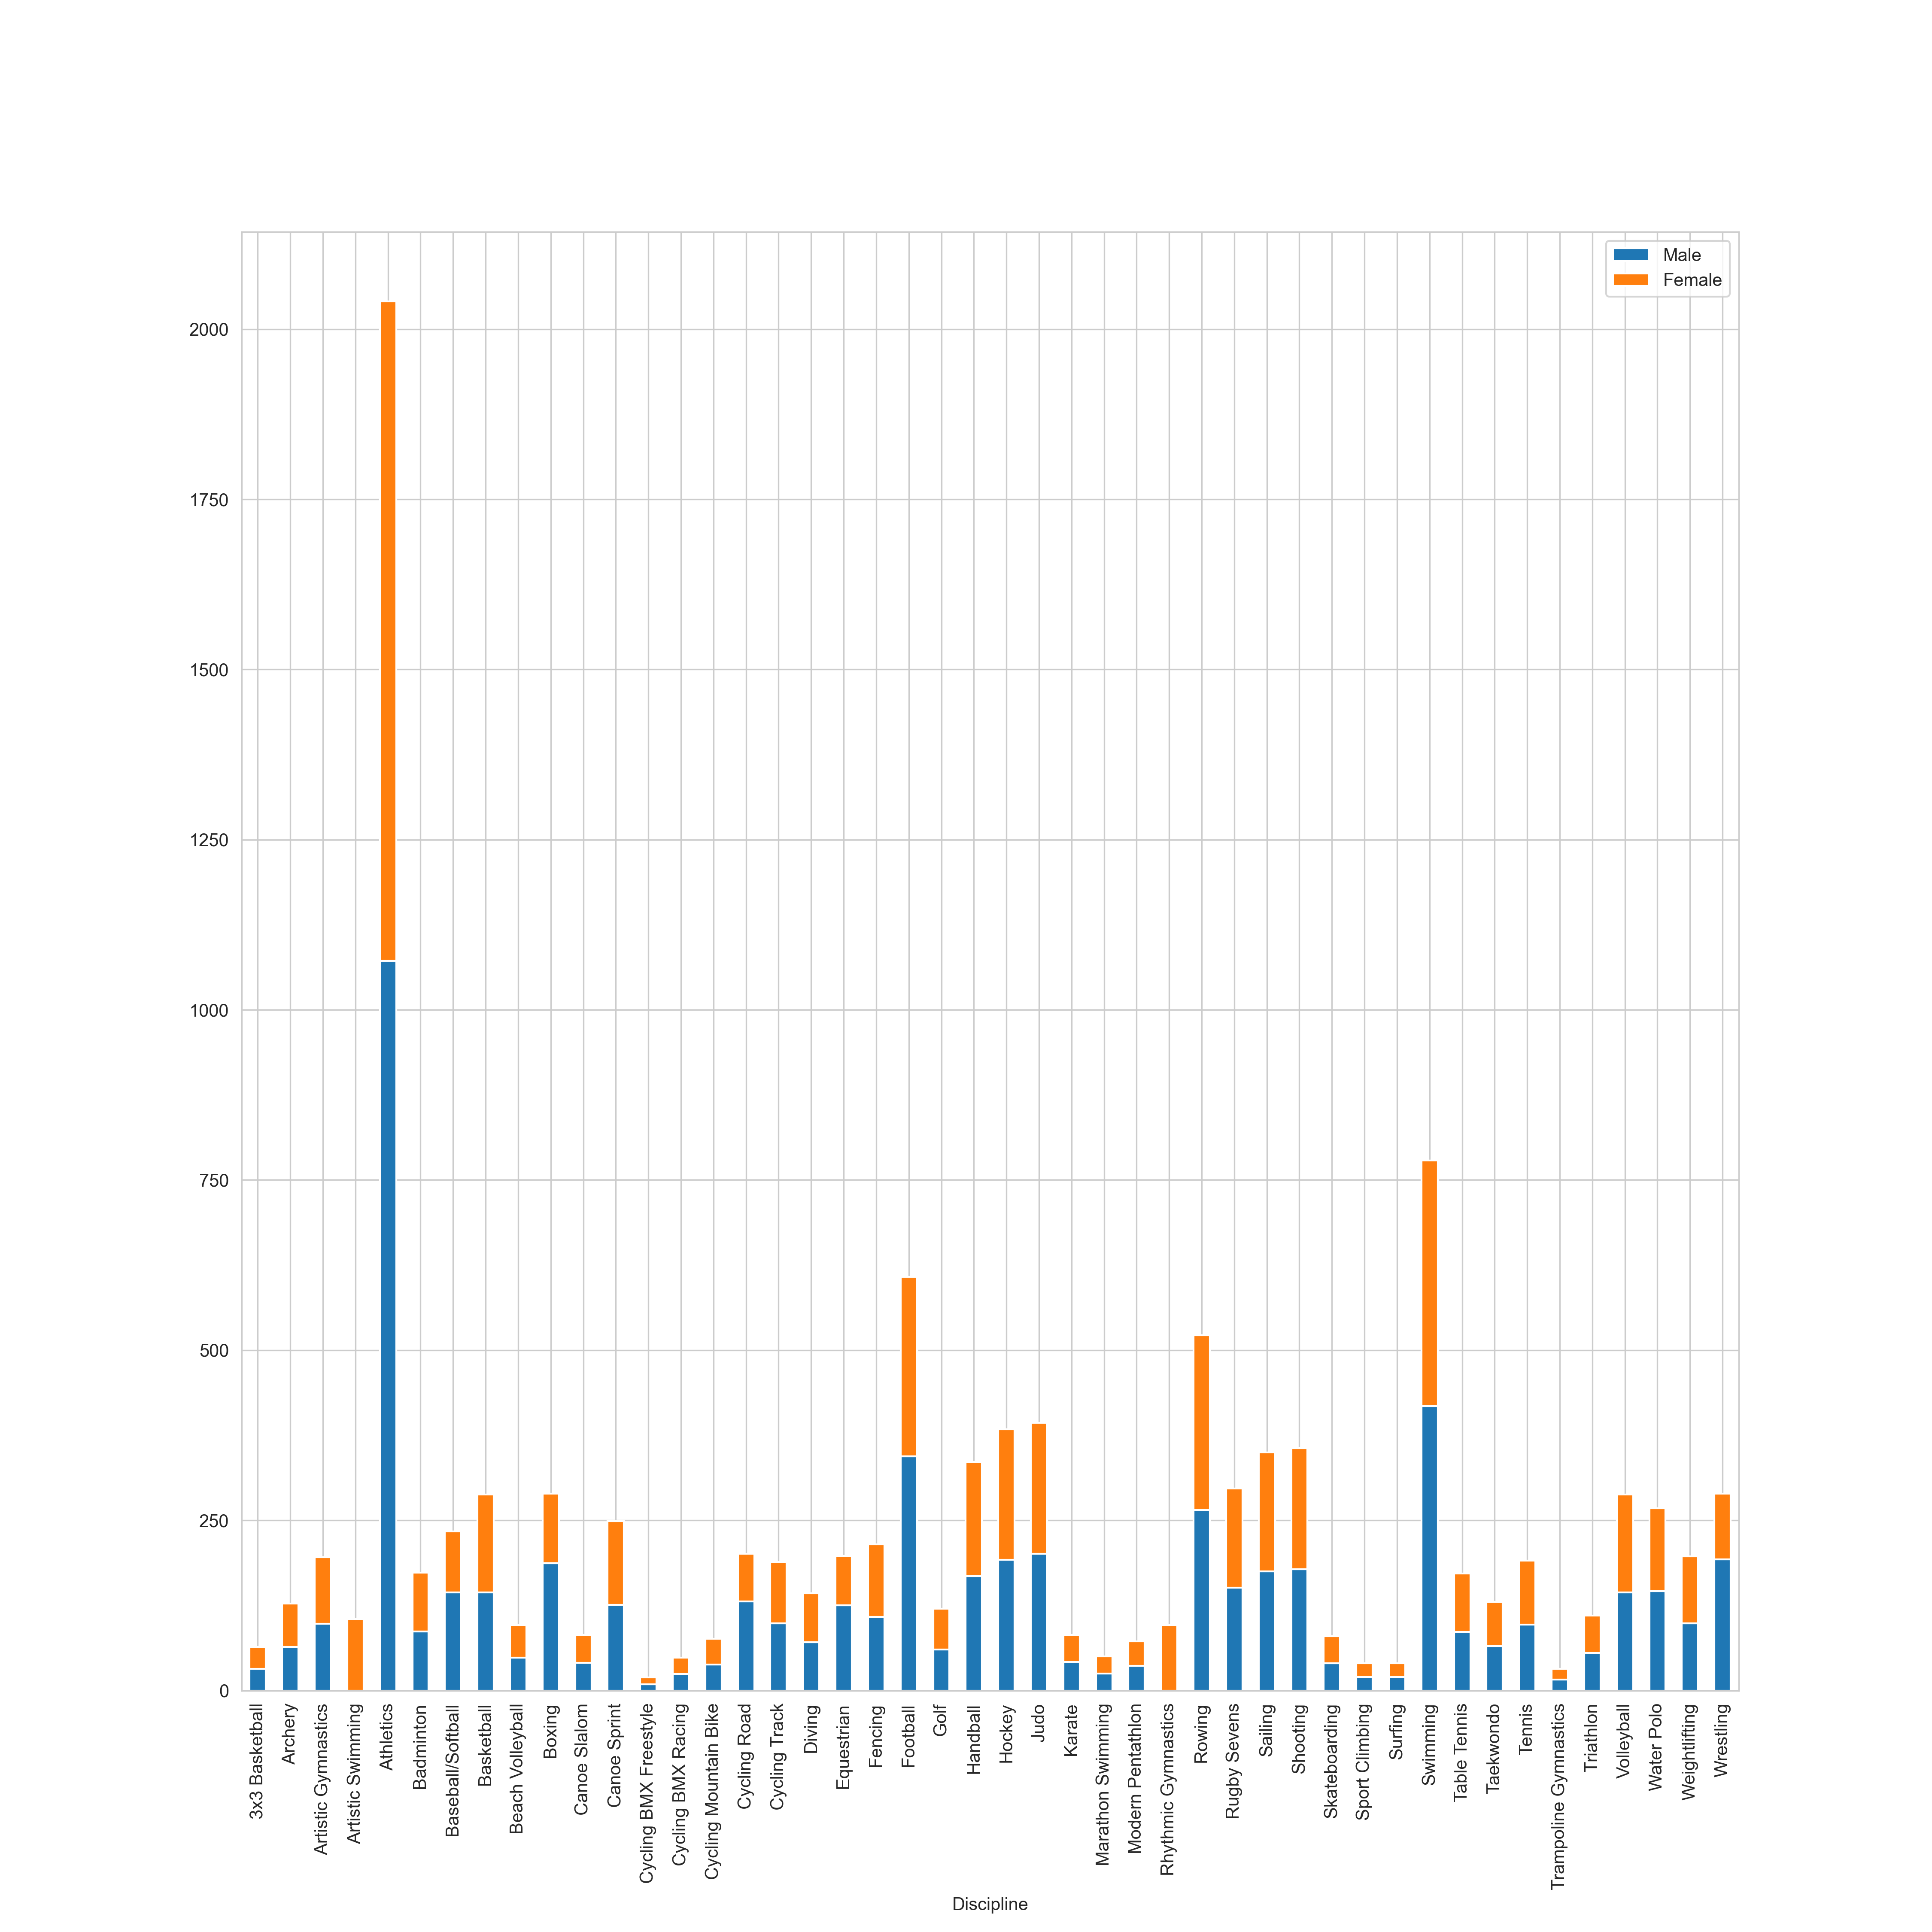 Male
Female
2000
1750
1500
1250
1000
750
500
250
0
3x3 Basketball
Archery
Artistic Gymnastics
Artistic Swimming
Athletics
Badminton
Baseball/Softball
Basketball
Beach Volleyball
Boxing
Canoe Slalom
Canoe Sprint
Cycling BMX Freestyle
Cycling BMX Racing
Cycling Mountain Bike
Cycling Road
Cycling Track
Diving
Equestrian
Fencing
Football
Golf
Handball
Hockey
Judo
Karate
Marathon Swimming
Modern Pentathlon
Rhythmic Gymnastics
Rowing
Rugby Sevens
Sailing
Shooting
Skateboarding
Sport Climbing
Surfing
Swimming
Table Tennis
Taekwondo
Tennis
Trampoline Gymnastics
Triathlon
Volleyball
Water Polo
Weightlifting
Wrestling
Discipline